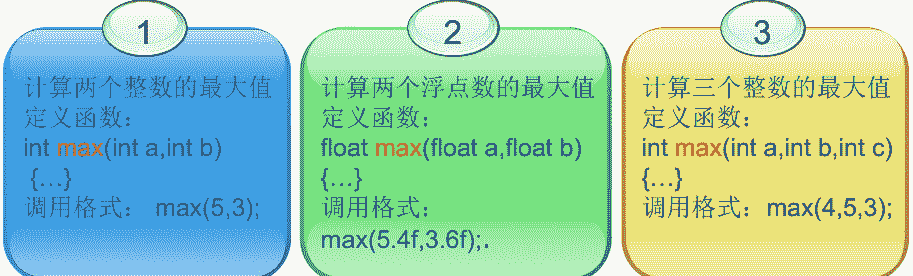 1
计算两个整数的最大值
定义函数：
int max(int a,int b)
{…}
调用格式： max(5,3);
2
计算两个浮点数的最大值
定义函数：
float max(float a,float b)
{…}
调用格式：
max(5.4f,3.6f);.
3
计算三个整数的最大值
定义函数：
int max(int a,int b,int c)
{…}
调用格式：max(4,5,3);